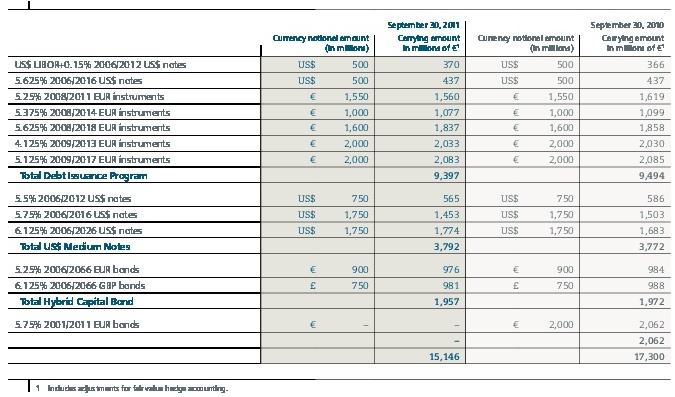 September 30, 2011 September 30, 2010
Currency notional amount (in millions) Carrying amount in millions of €¹ Currency notional amount (in millions) Carrying amount in millions of €¹
US$ LIBOR+0.15% 2006/2012 US$ notes US$ 500 370 US$ 500 366
5.625% 2006/2016 US$ notes US$ 500 437 US$ 500 437
5.25% 2008/2011 EUR instruments € 1,550 1,560 € 1,550 1,619
5.375% 2008/2014 EUR instruments € 1,000 1,077 € 1,000 1,099
5.625% 2008/2018 EUR instruments € 1,600 1,837 € 1,600 1,858
4.125% 2009/2013 EUR instruments € 2,000 2,033 € 2,000 2,030
5.125% 2009/2017 EUR instruments € 2,000 2,083 € 2,000 2,085
Total Debt Issuance Program 9,397 9,494
5.5% 2006/2012 US$ notes US$ 750 565 US$ 750 586
5.75% 2006/2016 US$ notes US$ 1,750 1,453 US$ 1,750 1,503
6.125% 2006/2026 US$ notes US$ 1,750 1,774 US$ 1,750 1,683
Total US$ Medium Notes 3,792 3,772
5.25% 2006/2066 EUR bonds € 900 976 € 900 984
6.125% 2006/2066 GBP bonds £ 750 981 £ 750 988
Total Hybrid Capital Bond 1,957 1,972
5.75% 2001/2011 EUR bonds € – – € 2,000 2,062
– 2,062
15,146 17,300
1 Includes adjustments for fair value hedge accounting.